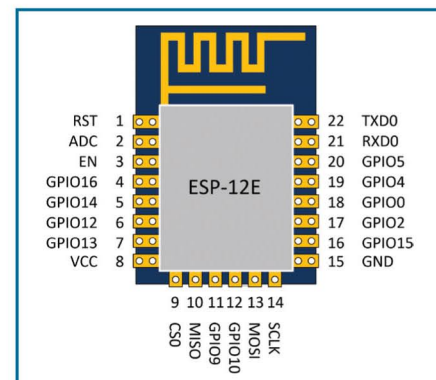 RST 1 22 TXD0
ADC 2 21 RXD0
EN 3 20 GPIO5
GPIO16 4 ESP-12E 19 GPIO4
GPIO14 5 18 GPIO0
GPIO12 6 17 GPIO2
GPIO13 7 16 GPIO15
VCC 8 15 GND
9 10 11 12 13 14
CS0
MISO
GPIO9
GPIO10
MOSI
SCLK